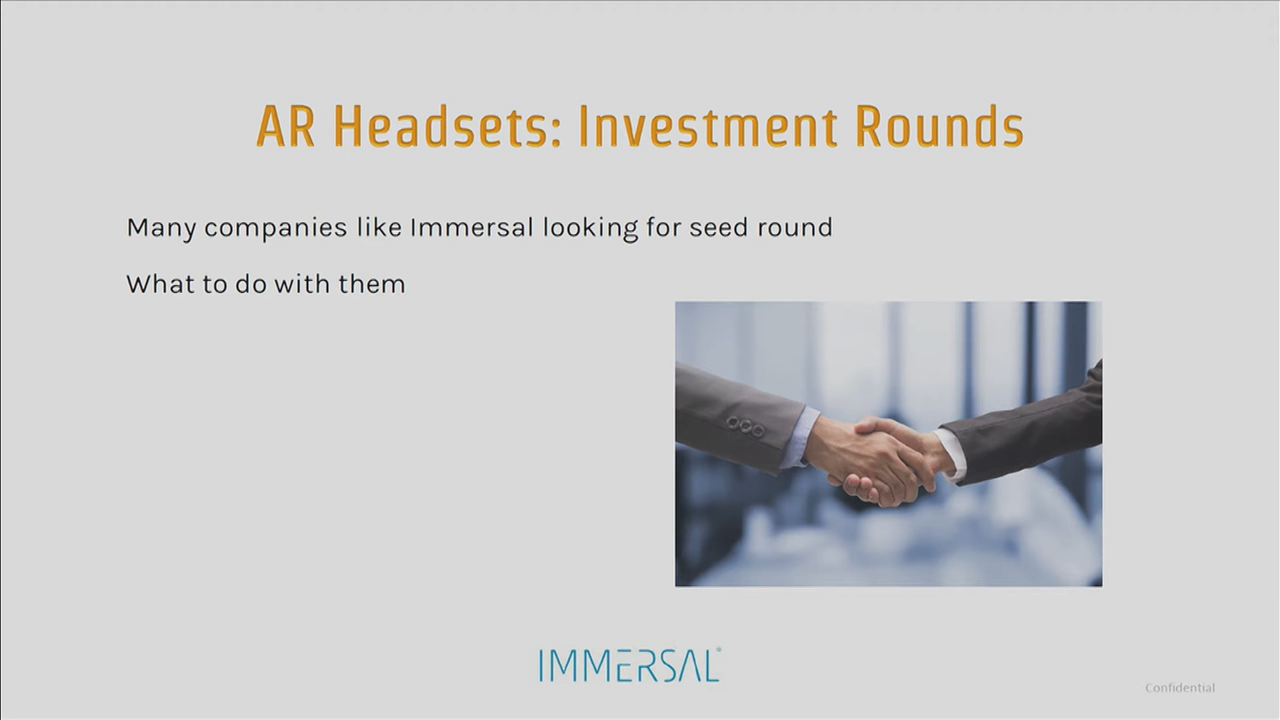 AR Headsets: Investment Rounds
Many companies like Immersal looking for seed round
What to do with them
IMMERSAL®
Confidential